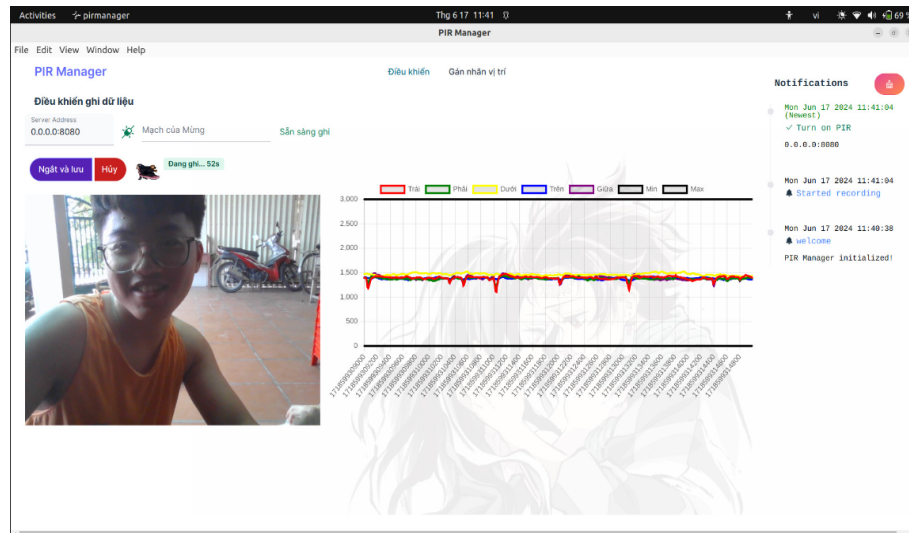 Activities pirmanager Thg 6 17 11:41 vi 69
PIR Manager
File Edit View Window Help
PIR Manager Điều khiển Gán nhãn vị trí
Notifications
Điều khiển ghi dữ liệu
Server Address
0.0.0.0:8080 Mạch của Mừng Sẵn sàng ghi
Ngắt và lưu Hủy Đang ghi... 52s
Mon Jun 17 2024 11:41:04
(Newest)
Turn on PIR
0.0.0.0:8080
Mon Jun 17 2024 11:41:04
Started recording
Mon Jun 17 2024 11:40:38
welcome
PIR Manager initialized!
Trái Phải Dưới Trên Giữa Min Max
3.000
2.500
2.000
1.500
1.000
500
0